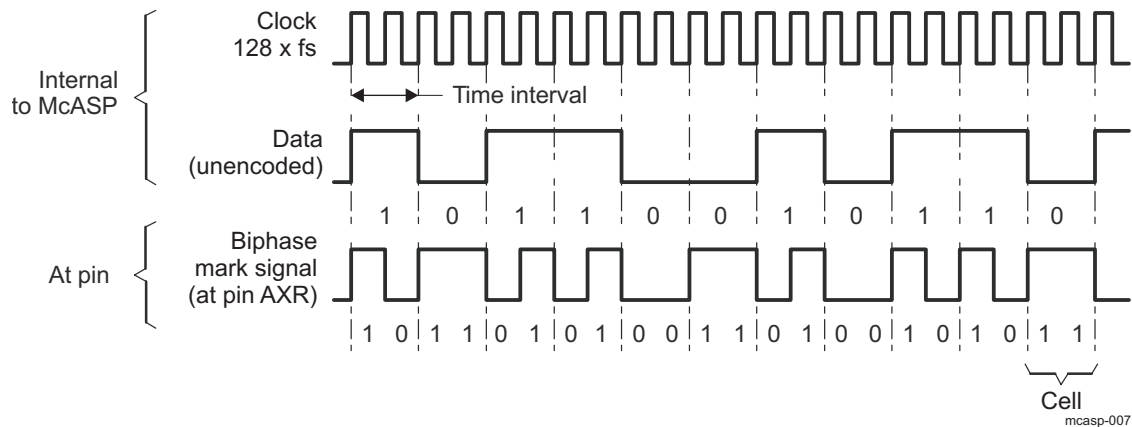 Clock
128 x fs
Internal
to McASP
Time interval
Data
(unencoded)
1 0 1 1 0 0 1 0 1 1 0
Biphase
mark signal
(at pin AXR)
At pin
1 0 1 1 0 1 0 1 0 0 1 1 0 1 0 0 1 0 1 0 1 1
Cell
mcasp-007